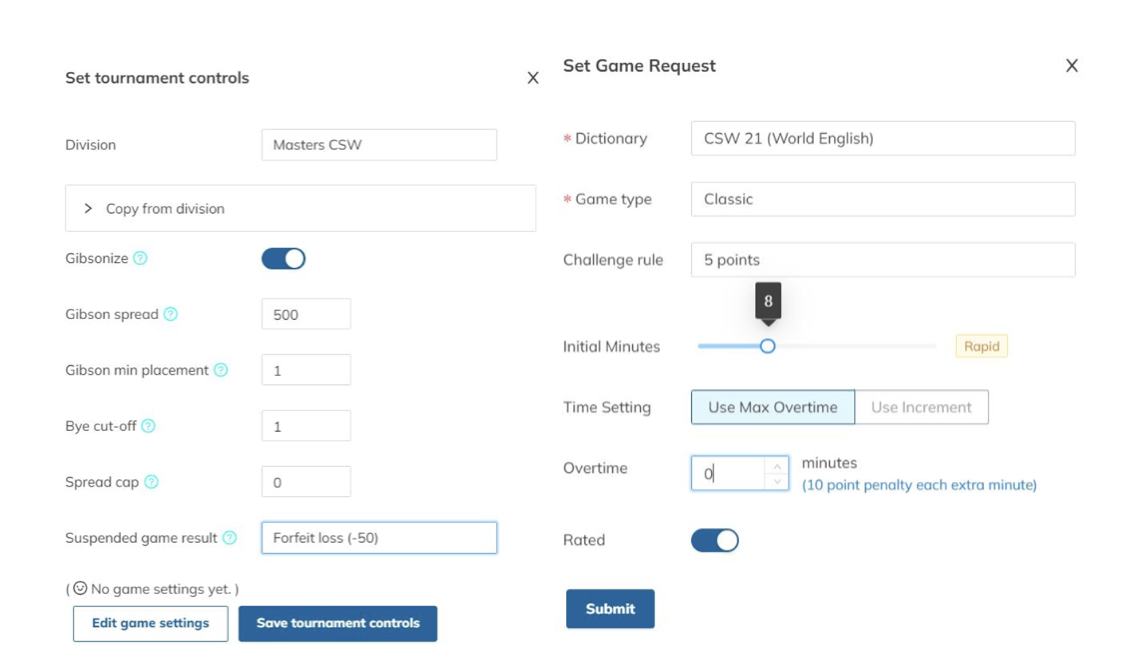 Set tournament controls
X
Division
Masters CSW
> Copy from division
Gibsonize ?
Gibson spread ?
500
Gibson min placement ?
1
Bye cut-off ?
1
Spread cap ?
0
Suspended game result ?
Forfeit loss (-50)
( No game settings yet. )
Edit game settings
Save tournament controls
Set Game Request
X
* Dictionary
CSW 21 (World English)
* Game type
Classic
Challenge rule
5 points
8
Initial Minutes
Rapid
Time Setting
Use Max Overtime
Use Increment
Overtime
0
minutes
(10 point penalty each extra minute)
Rated
Submit